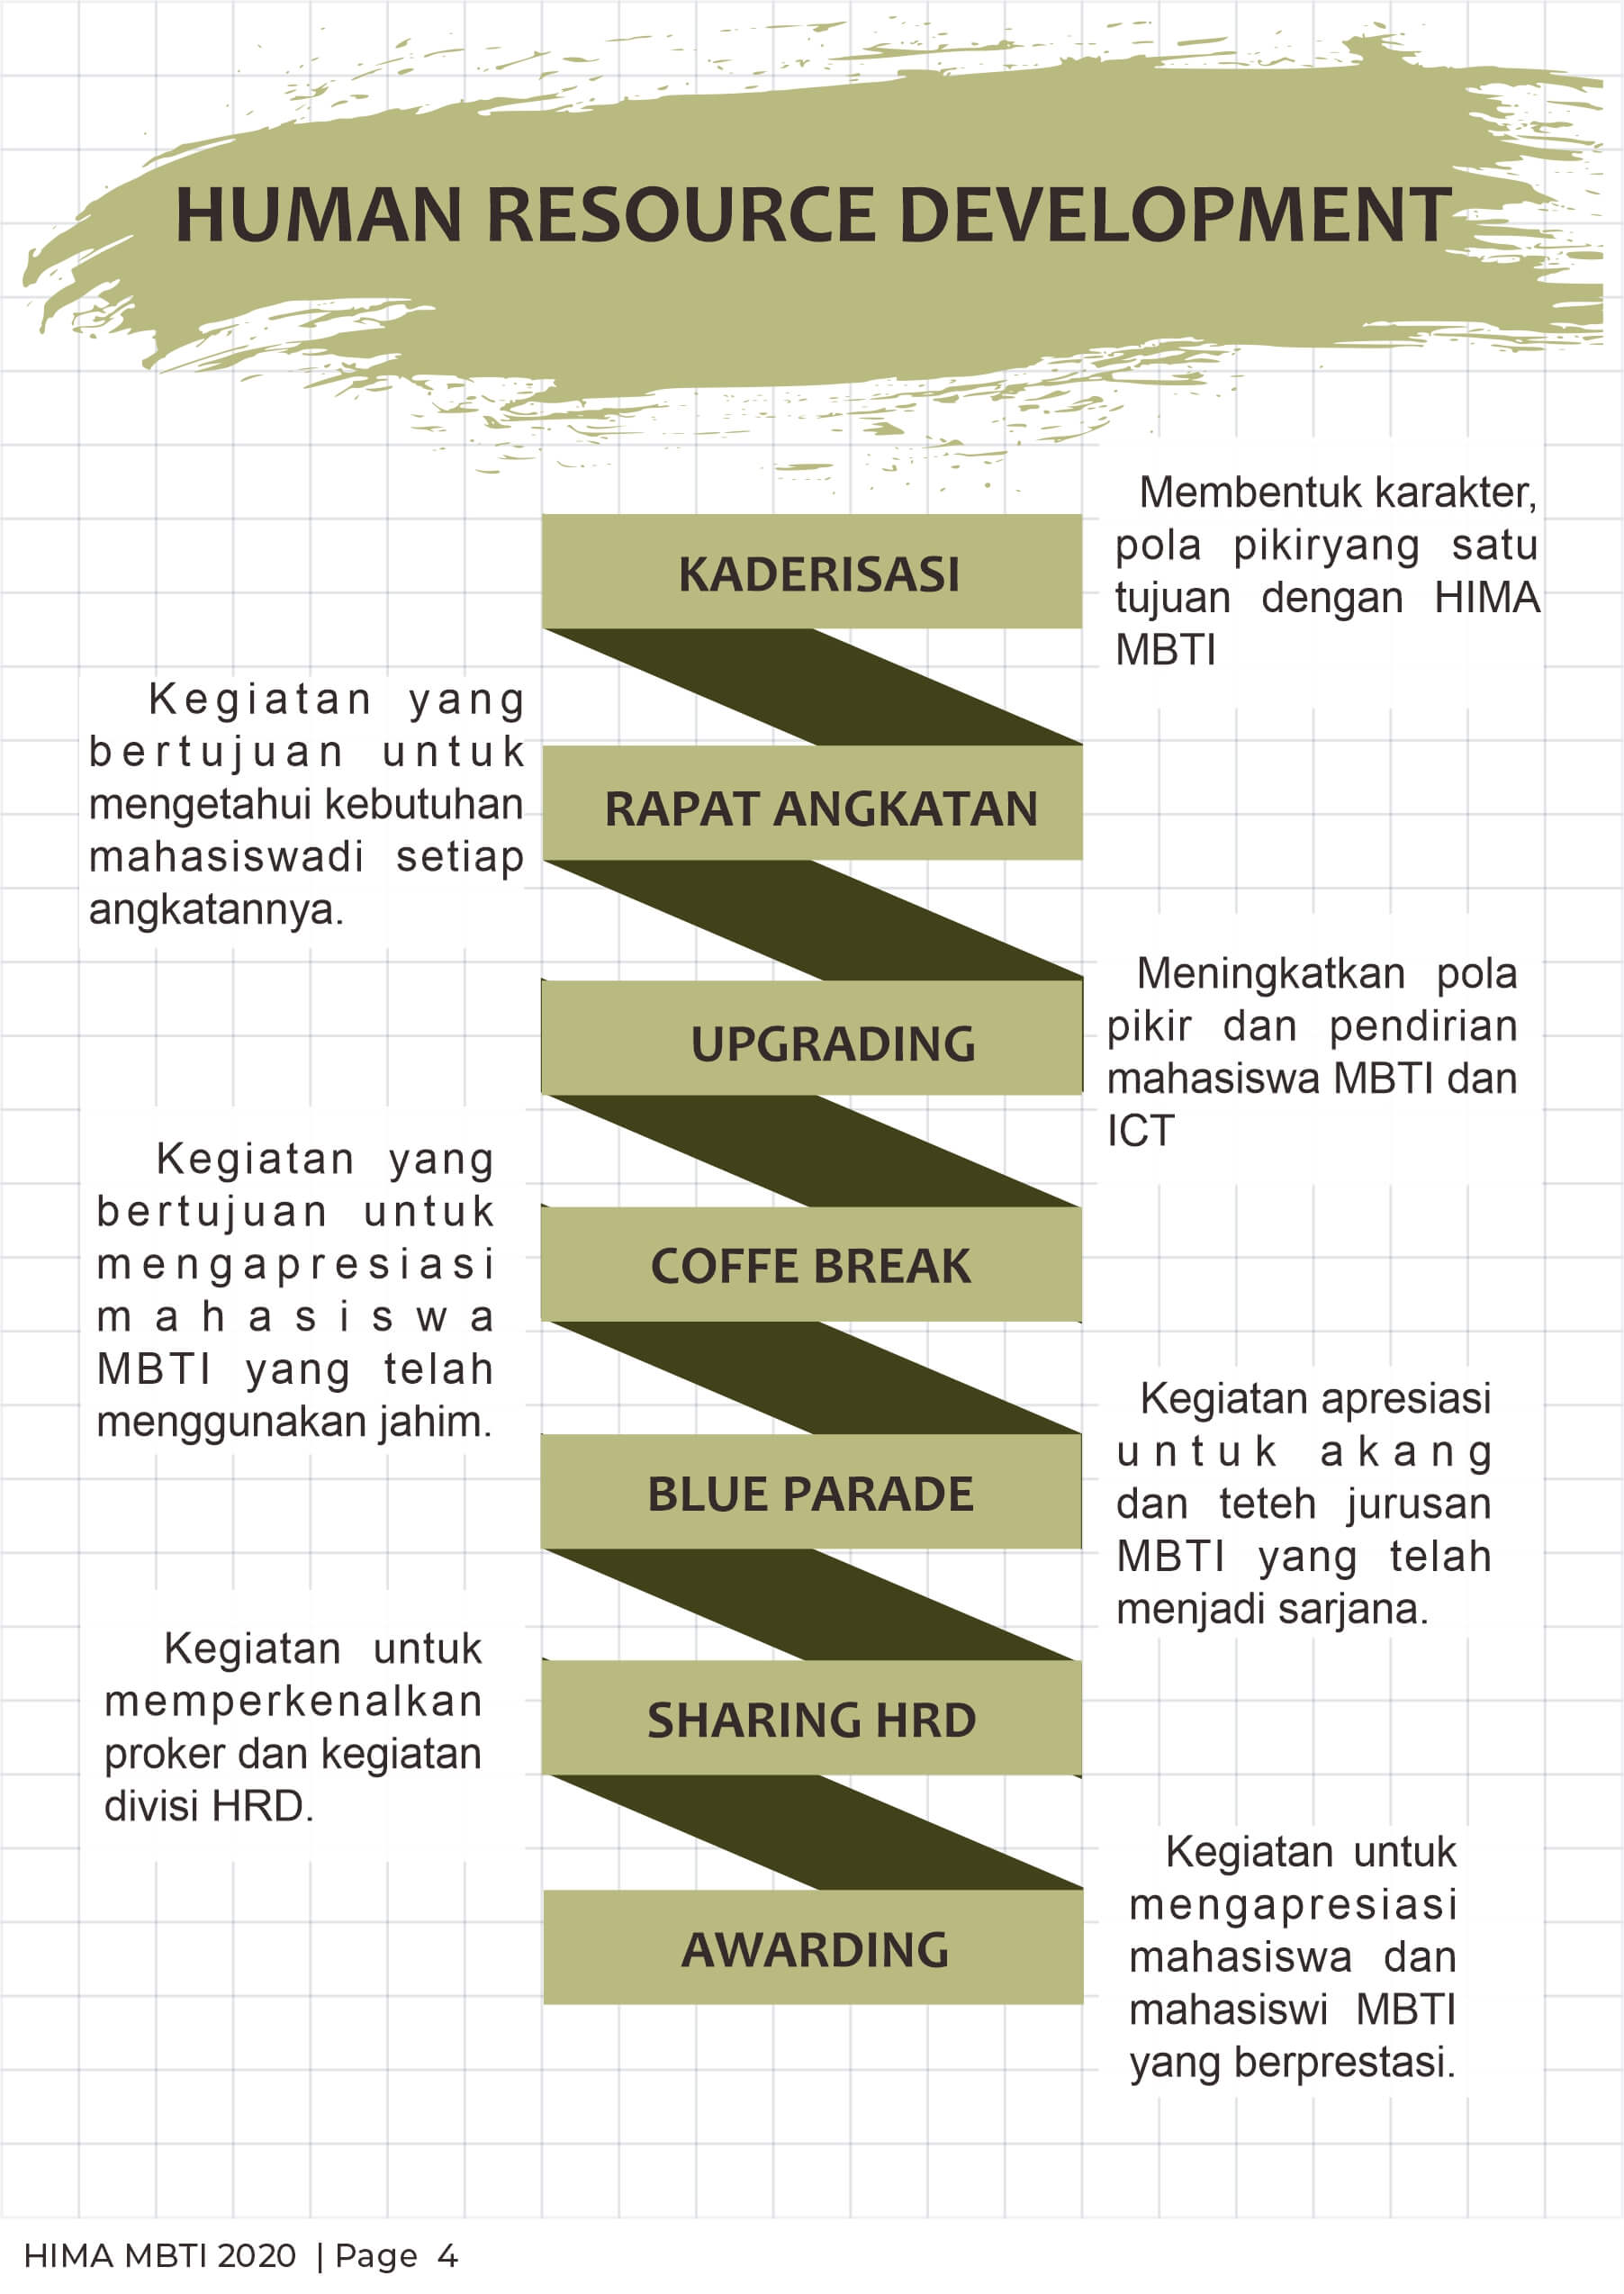 HUMAN RESOURCE DEVELOPMENT
KADERISASI
Membentuk karakter,
pola pikiryang satu
tujuan dengan HIMA
MBTI
RAPAT ANGKATAN
Kegiatan yang
bertujuan untuk
mengetahui kebutuhan
mahasiswadi setiap
angkatannya.
UPGRADING
Meningkatkan pola
pikir dan pendirian
mahasiswa MBTI dan
ICT
COFFE BREAK
Kegiatan yang
bertujuan untuk
mengapresiasi
mahasiswa
MBTI yang telah
menggunakan jahim.
BLUE PARADE
Kegiatan apresiasi
untuk akang
dan teteh jurusan
MBTI yang telah
menjadi sarjana.
SHARING HRD
Kegiatan untuk
memperkenalkan
proker dan kegiatan
divisi HRD.
AWARDING
Kegiatan untuk
mengapresiasi
mahasiswa dan
mahasiswi MBTI
yang berprestasi.
HIMA MBTI 2020 | Page 4